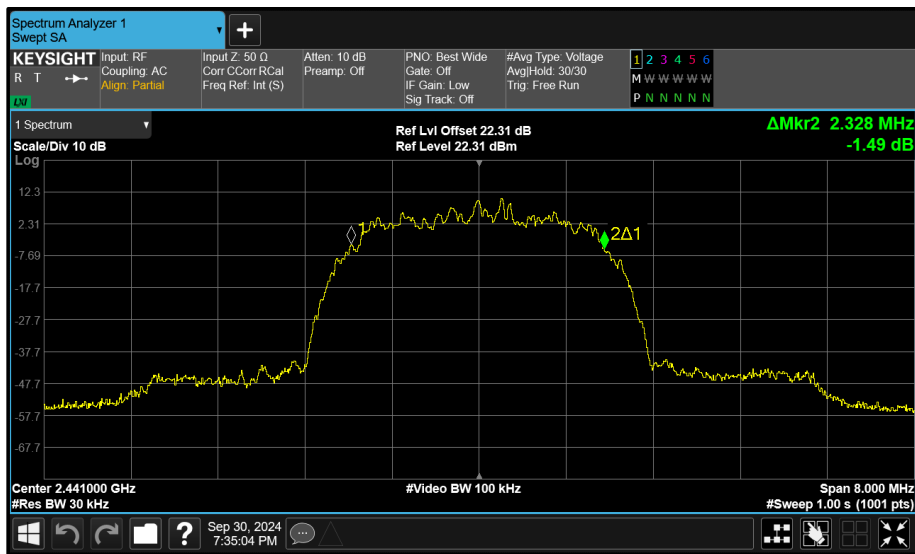 Spectrum Analyzer 1
Swept SA
+
KEYSIGHT
R T
LXI
Input: RF
Coupling: AC
Align: Partial
Input Z: 50 Ω
Corr CCorr RCal
Freq Ref: Int (S)
Atten: 10 dB
Preamp: Off
PNO: Best Wide
Gate: Off
IF Gain: Low
Sig Track: Off
#Avg Type: Voltage
Avg|Hold: 30/30
Trig: Free Run
1 2 3 4 5 6
M W W W W W
P N N N N N
1 Spectrum
Scale/Div 10 dB
Ref Lvl Offset 22.31 dB
Ref Level 22.31 dBm
ΔMkr2 2.328 MHz
-1.49 dB
Log
12.3
2.31
-7.69
-17.7
-27.7
-37.7
-47.7
-57.7
-67.7
1
2Δ1
Center 2.441000 GHz
#Video BW 100 kHz
Span 8.000 MHz
#Res BW 30 kHz
#Sweep 1.00 s (1001 pts)
?
Sep 30, 2024
7:35:04 PM